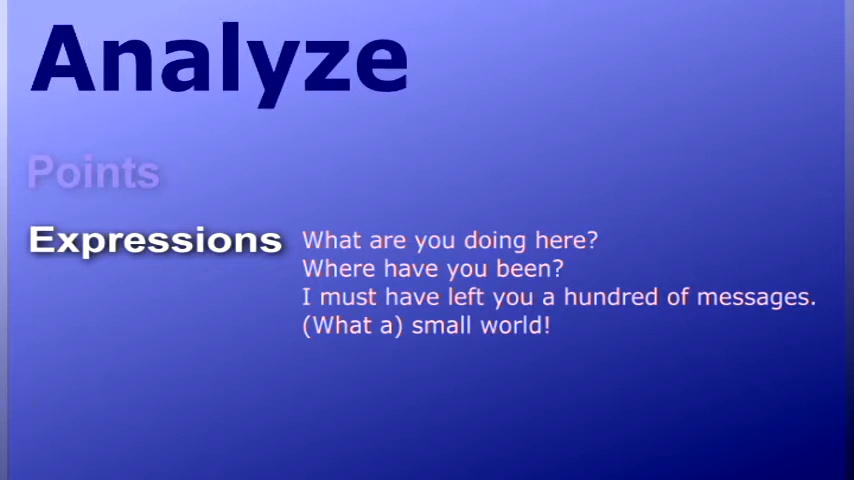 Analyze
Points
Expressions
What are you doing here?
Where have you been?
I must have left you a hundred of messages.
(What a) small world!